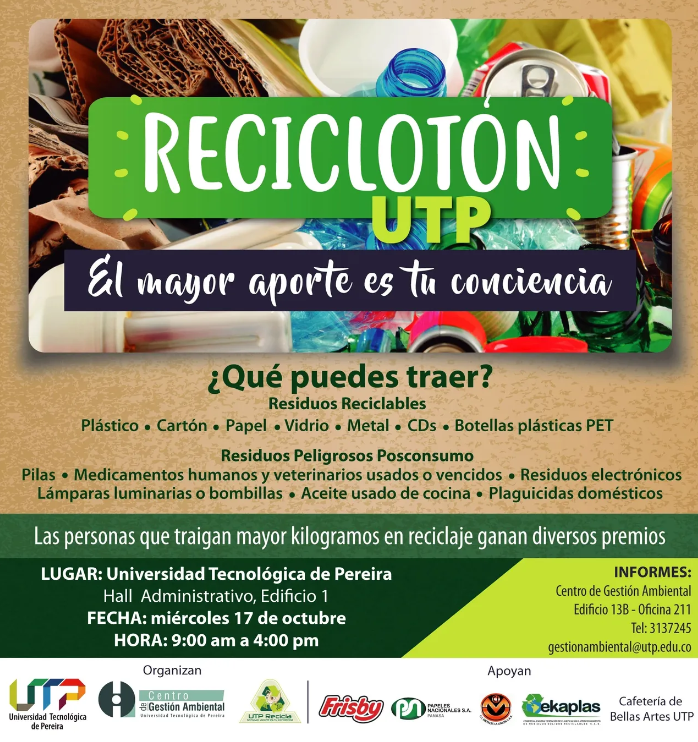 RECICLOTÓN
UTP
El mayor aporte es tu conciencia
¿Qué puedes traer?
Residuos Reciclables
Plástico • Cartón • Papel • Vidrio • Metal • CDs • Botellas plásticas PET
Residuos Peligrosos Posconsumo
Pilas • Medicamentos humanos y veterinarios usados o vencidos • Residuos electrónicos
Lámparas luminarias o bombillas • Aceite usado de cocina • Plaguicidas domésticos
Las personas que traigan mayor kilogramos en reciclaje ganan diversos premios
LUGAR: Universidad Tecnológica de Pereira
Hall Administrativo, Edificio 1
FECHA: miércoles 17 de octubre
HORA: 9:00 am a 4:00 pm
INFORMES:
Centro de Gestión Ambiental
Edificio 13B - Oficina 211
Tel: 3137245
gestionambiental@utp.edu.co
Organizan
Apoyan
UTP
Universidad Tecnológica
de Pereira
Centro
de Gestión Ambiental
Universidad Tecnológica de Pereira
UTP Recicla
Frisby
PN
PAPELES
NACIONALES S.A.
PANASA
ekaplas
Cafetería de
Bellas Artes UTP